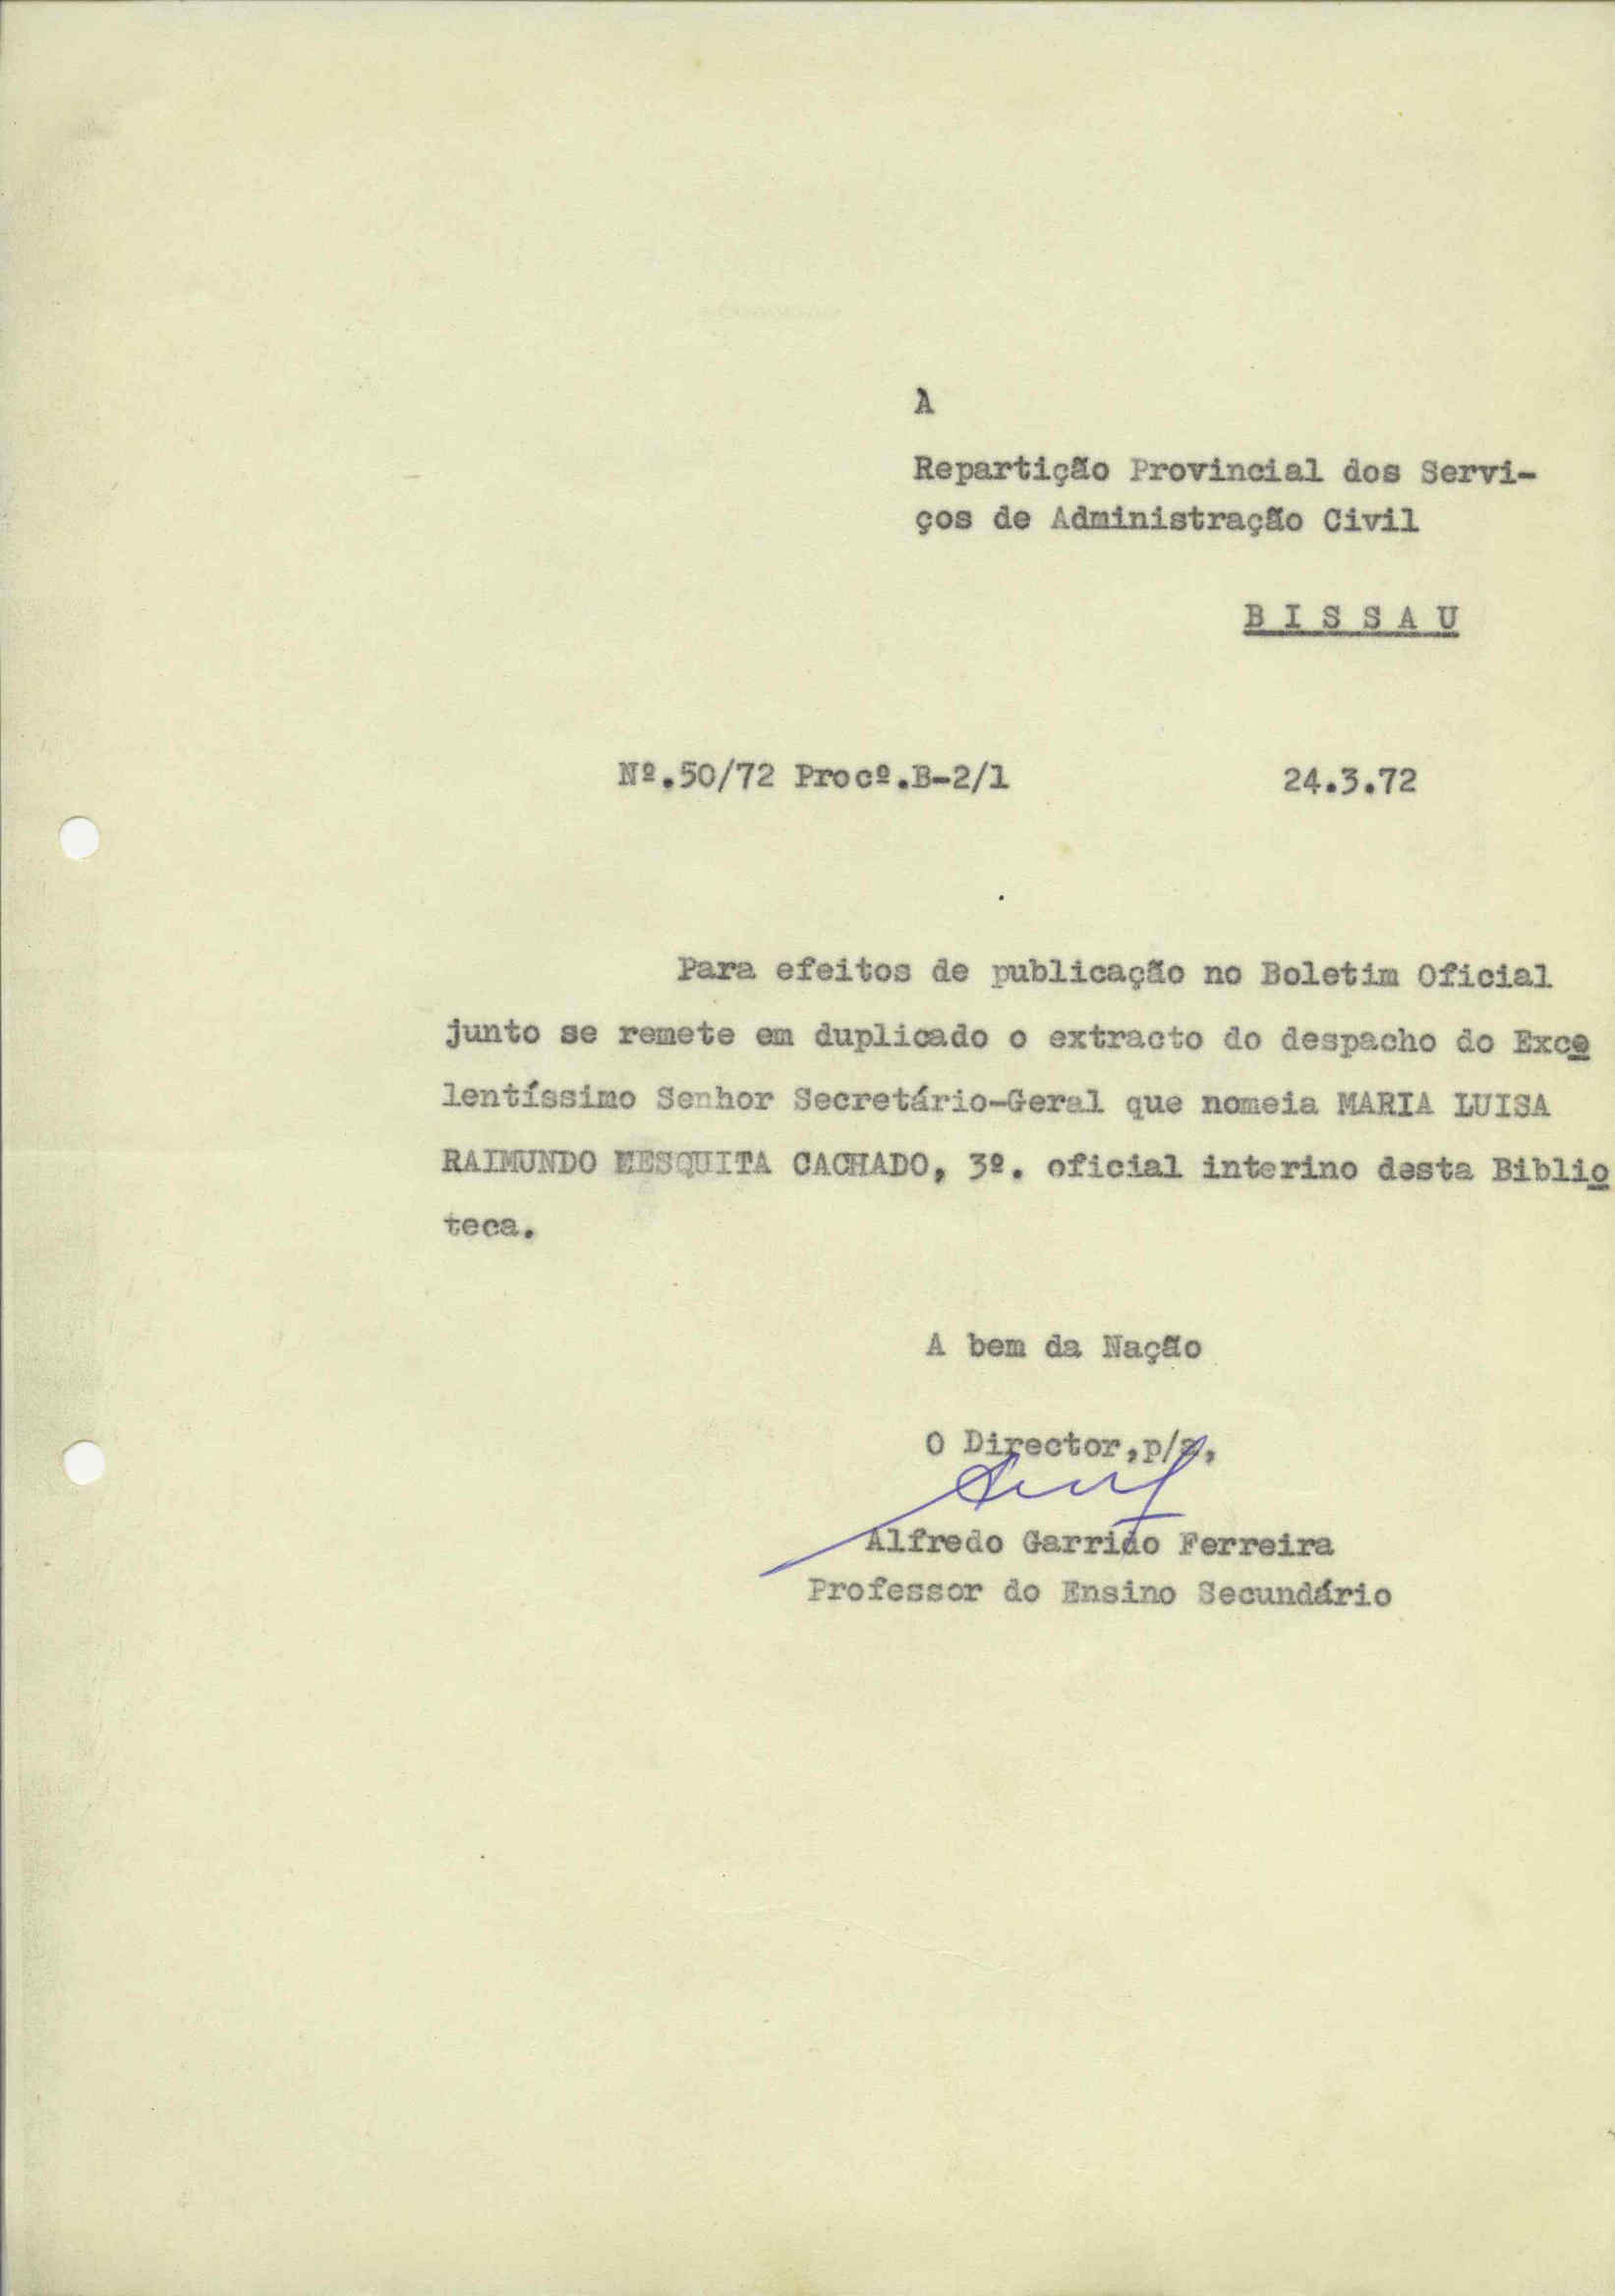 À
Repartição Provincial dos Servi-
ços de Administração Civil
B I S S A U
Nº.50/72 Procº.B-2/1 24.3.72
Para efeitos de publicação no Boletim Oficial
junto se remete em duplicado o extracto do despacho do Exce
lentíssimo Senhor Secretário-Geral que nomeia MARIA LUISA
RAIMUNDO MESQUITA CACHADO, 3º. oficial interino desta Biblio
teca.
A bem da Nação
O Director,p/a,
Alfredo Garrido Ferreira
Professor do Ensino Secundário